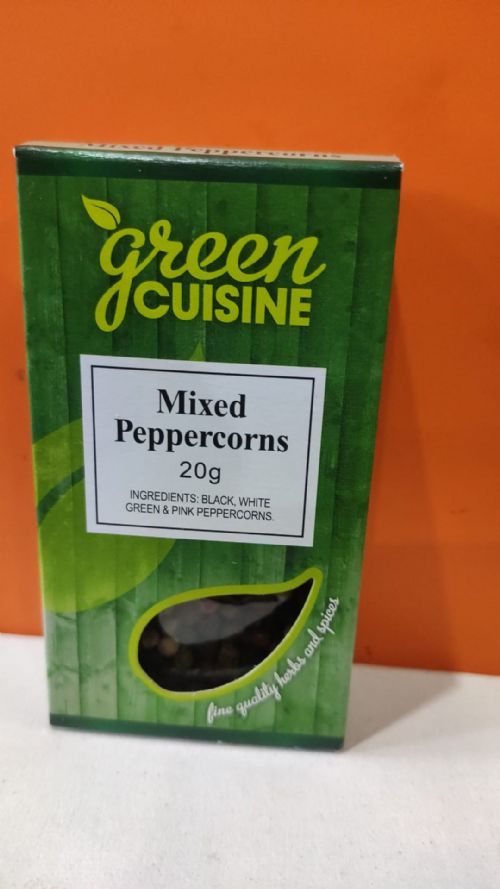 Mixed Peppercorns
green
CUISINE
Mixed
Peppercorns
20g
INGREDIENTS: BLACK, WHITE
GREEN & PINK PEPPERCORNS.
fine quality herbs and spices